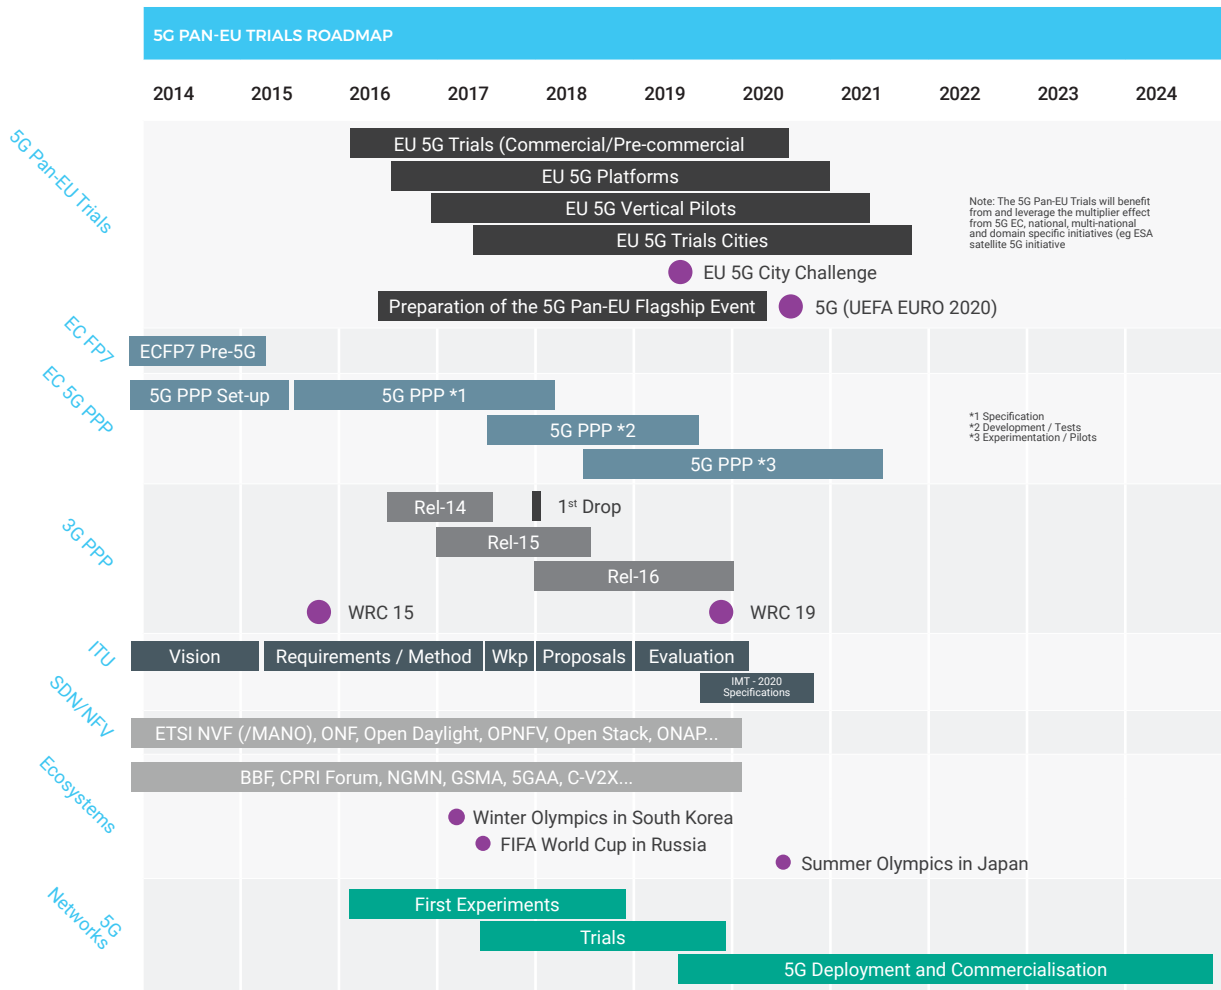 5G PAN-EU TRIALS ROADMAP
2014 2015 2016 2017 2018 2019 2020 2021 2022 2023 2024
5G Pan-EU Trials
EU 5G Trials (Commercial/Pre-commercial
EU 5G Platforms
EU 5G Vertical Pilots
EU 5G Trials Cities
EU 5G City Challenge
Preparation of the 5G Pan-EU Flagship Event
5G (UEFA EURO 2020)
Note: The 5G Pan-EU Trials will benefit
from and leverage the multiplier effect
from 5G EC, national, multi-national
and domain specific initiatives (eg ESA
satellite 5G initiative
EC FP7
ECFP7 Pre-5G
EC 5G PPP
5G PPP Set-up
5G PPP *1
5G PPP *2
5G PPP *3
*1 Specification
*2 Development / Tests
*3 Experimentation / Pilots
3G PPP
Rel-14
1st Drop
Rel-15
Rel-16
WRC 15
WRC 19
ITU
Vision
Requirements / Method
Wkp
Proposals
Evaluation
IMT - 2020
Specifications
SDN/NFV
ETSI NVF (/MANO), ONF, Open Daylight, OPNFV, Open Stack, ONAP...
Ecosystems
BBF, CPRI Forum, NGMN, GSMA, 5GAA, C-V2X...
Winter Olympics in South Korea
FIFA World Cup in Russia
Summer Olympics in Japan
5G
Networks
First Experiments
Trials
5G Deployment and Commercialisation